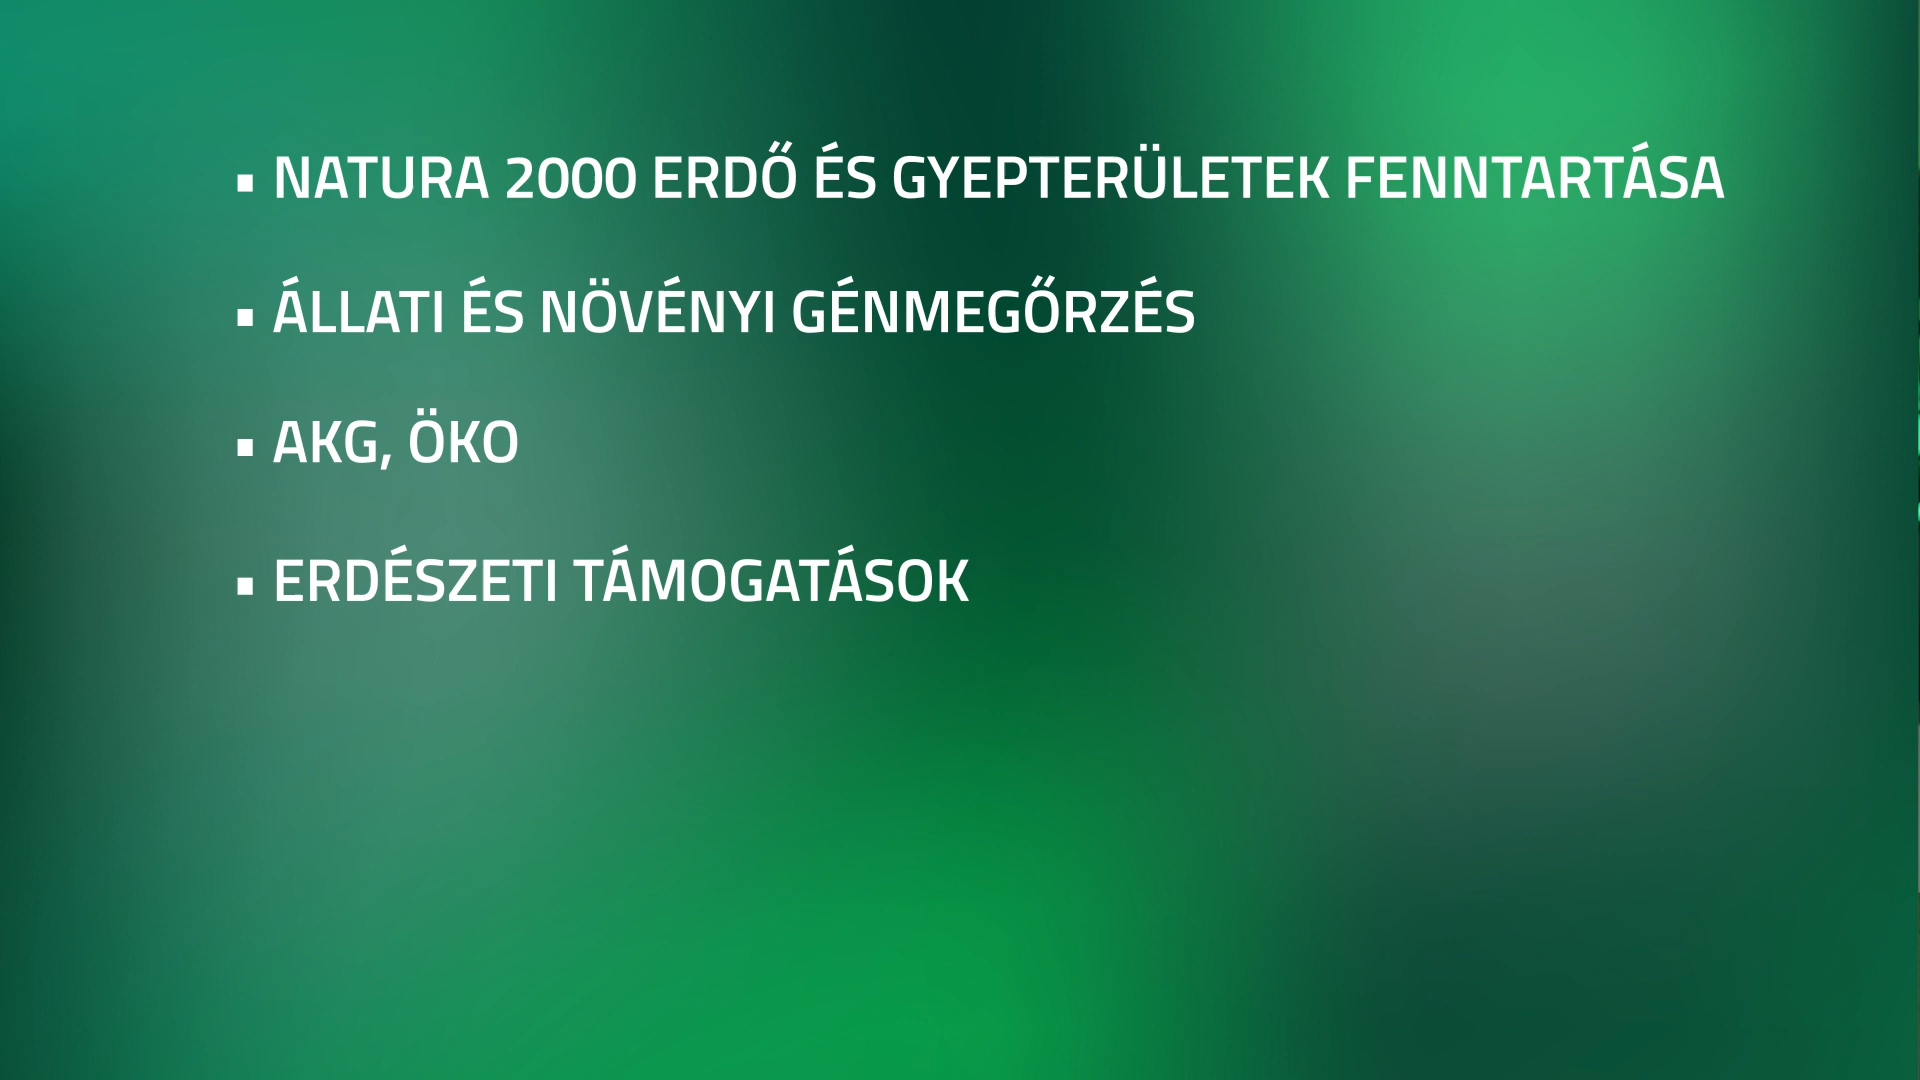 ▪ NATURA 2000 ERDŐ ÉS GYEPTERÜLETEK FENNTARTÁSA
▪ ÁLLATI ÉS NÖVÉNYI GÉNMEGŐRZÉS
▪ AKG, ÖKO
▪ ERDÉSZETI TÁMOGATÁSOK